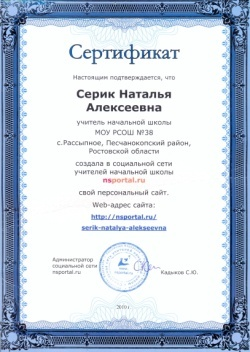 Сертификат
Настоящим подтверждается, что
Серик Наталья
Алексеевна
учитель начальной школы
МОУ РСОШ №38
с.Рассыпное, Песчанокопский район,
Ростовской области
создала в социальной сети
учителей начальной школы
nsportal.ru
свой персональный сайт.
Web-адрес сайта:
http://nsportal.ru/
serik-natalya-alekseevna
Администратор
социальной сети
nsportal.ru
Кадыков С.Ю.
2010 г